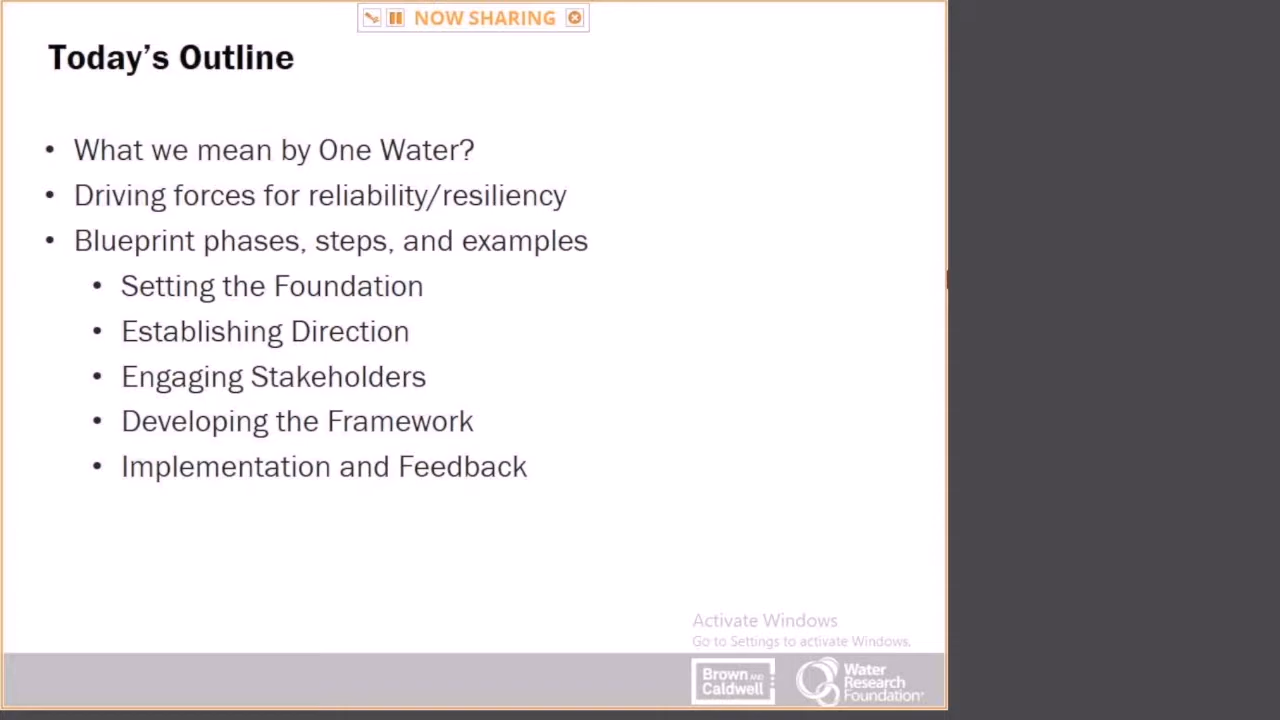 NOW SHARING
Today’s Outline
• What we mean by One Water?
• Driving forces for reliability/resiliency
• Blueprint phases, steps, and examples
• Setting the Foundation
• Establishing Direction
• Engaging Stakeholders
• Developing the Framework
• Implementation and Feedback
Activate Windows
Go to Settings to activate Windows.
Brown AND
Caldwell
Water
Research
Foundation